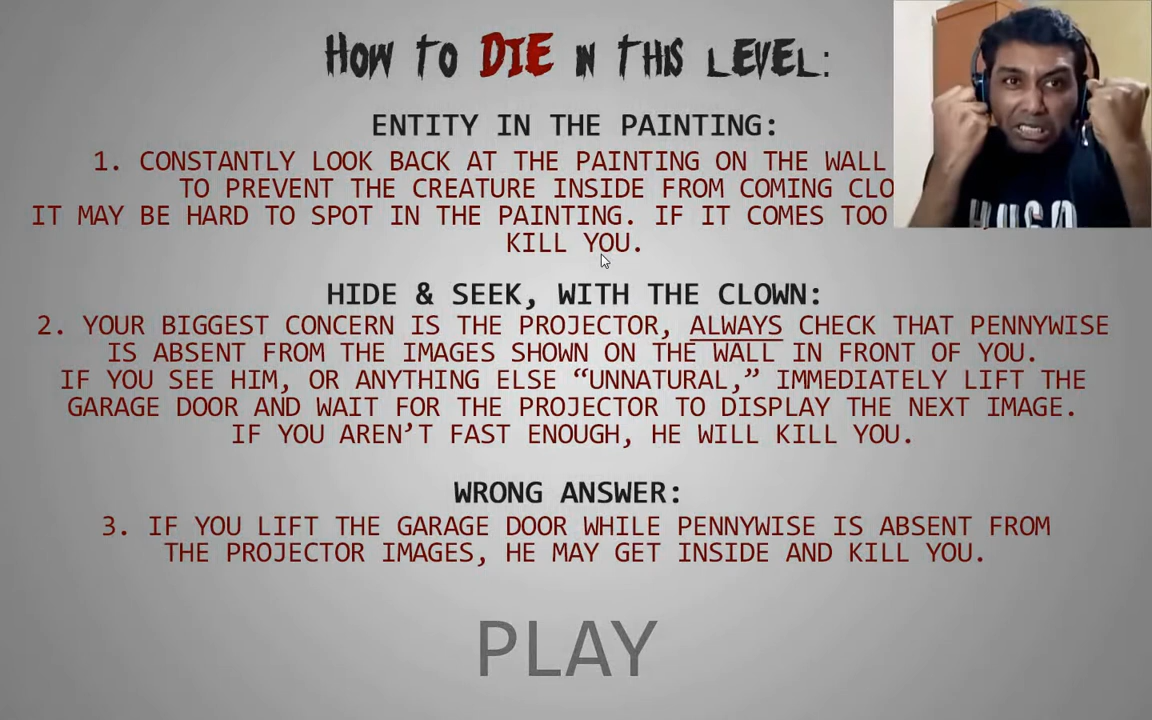 How to DIE in this level:
ENTITY IN THE PAINTING:
1. CONSTANTLY LOOK BACK AT THE PAINTING ON THE WALL
TO PREVENT THE CREATURE INSIDE FROM COMING CLO
IT MAY BE HARD TO SPOT IN THE PAINTING. IF IT COMES TOO
KILL YOU.
HIDE & SEEK, WITH THE CLOWN:
2. YOUR BIGGEST CONCERN IS THE PROJECTOR, ALWAYS CHECK THAT PENNYWISE
IS ABSENT FROM THE IMAGES SHOWN ON THE WALL IN FRONT OF YOU.
IF YOU SEE HIM, OR ANYTHING ELSE “UNNATURAL,” IMMEDIATELY LIFT THE
GARAGE DOOR AND WAIT FOR THE PROJECTOR TO DISPLAY THE NEXT IMAGE.
IF YOU AREN’T FAST ENOUGH, HE WILL KILL YOU.
WRONG ANSWER:
3. IF YOU LIFT THE GARAGE DOOR WHILE PENNYWISE IS ABSENT FROM
THE PROJECTOR IMAGES, HE MAY GET INSIDE AND KILL YOU.
PLAY